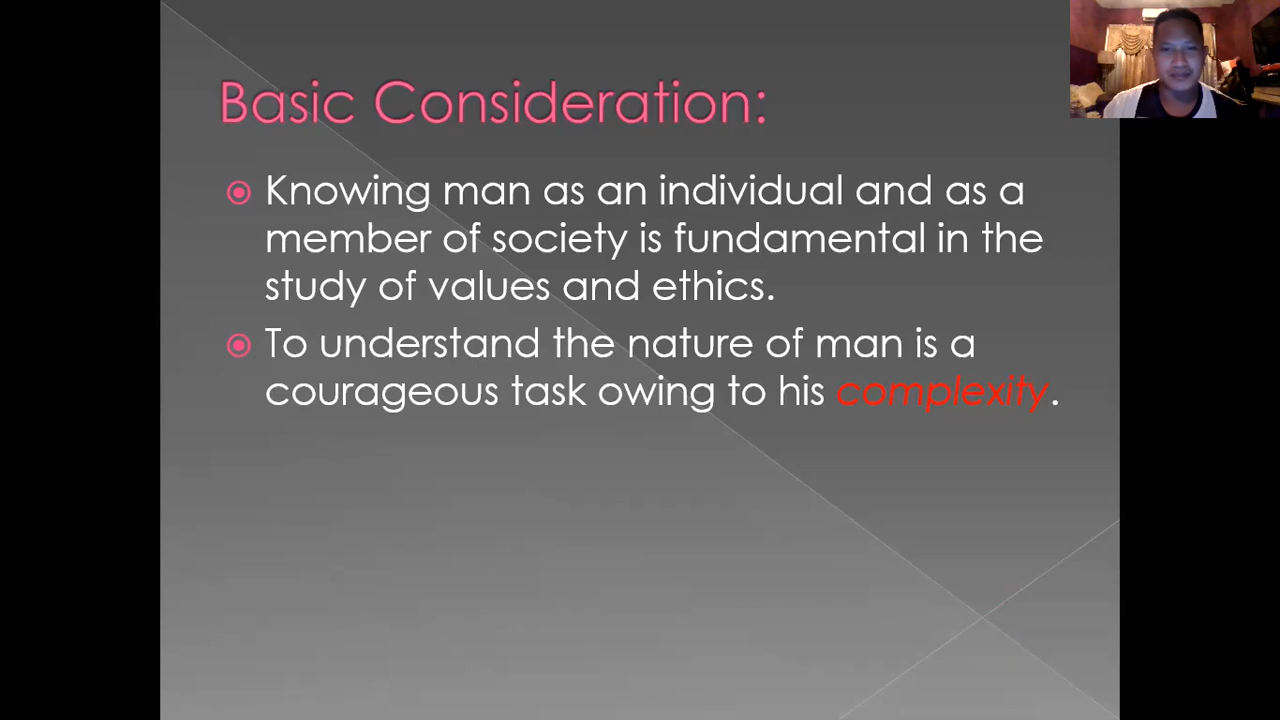 Basic Consideration:
Knowing man as an individual and as a
member of society is fundamental in the
study of values and ethics.
To understand the nature of man is a
courageous task owing to his complexity.